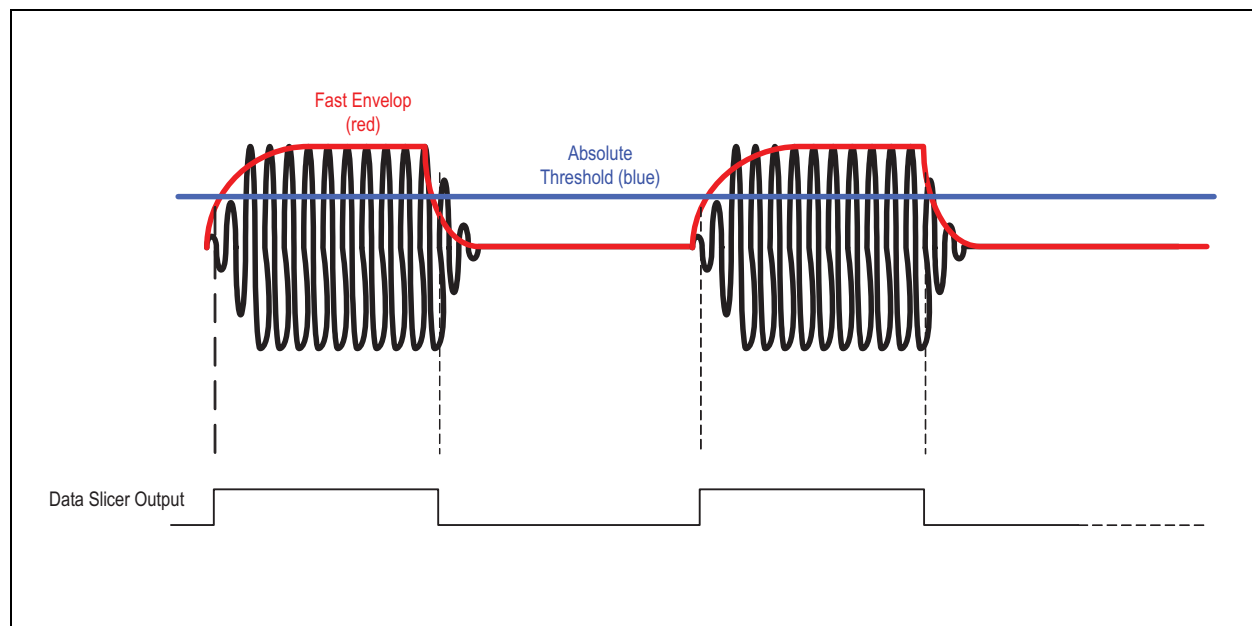 Fast Envelop
(red)
Absolute
Threshold (blue)
Data Slicer Output